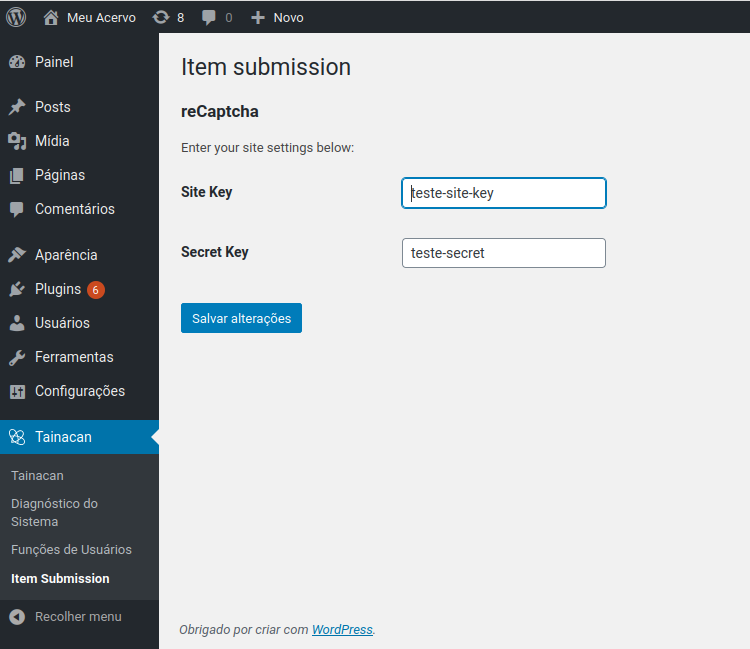 Meu Acervo 8 0 Novo
Painel
Posts
Mídia
Páginas
Comentários
Aparência
Plugins 6
Usuários
Ferramentas
Configurações
Tainacan
Tainacan
Diagnóstico do
Sistema
Funções de Usuários
Item Submission
Recolher menu
Item submission
reCaptcha
Enter your site settings below:
Site Key teste-site-key
Secret Key teste-secret
Salvar alterações
Obrigado por criar com WordPress.